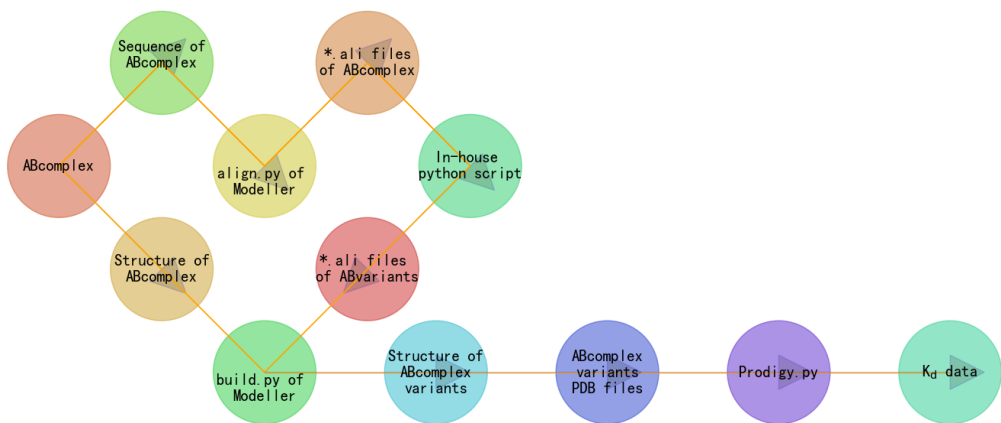 Sequence of
ABcomplex
*.ali files
of ABcomplex
ABcomplex
align.py of
Modeller
In-house
python script
Structure of
ABcomplex
*.ali files
of ABvariants
build.py of
Modeller
Structure of
ABcomplex
variants
ABcomplex
variants
PDB files
Prodigy.py
K_d data